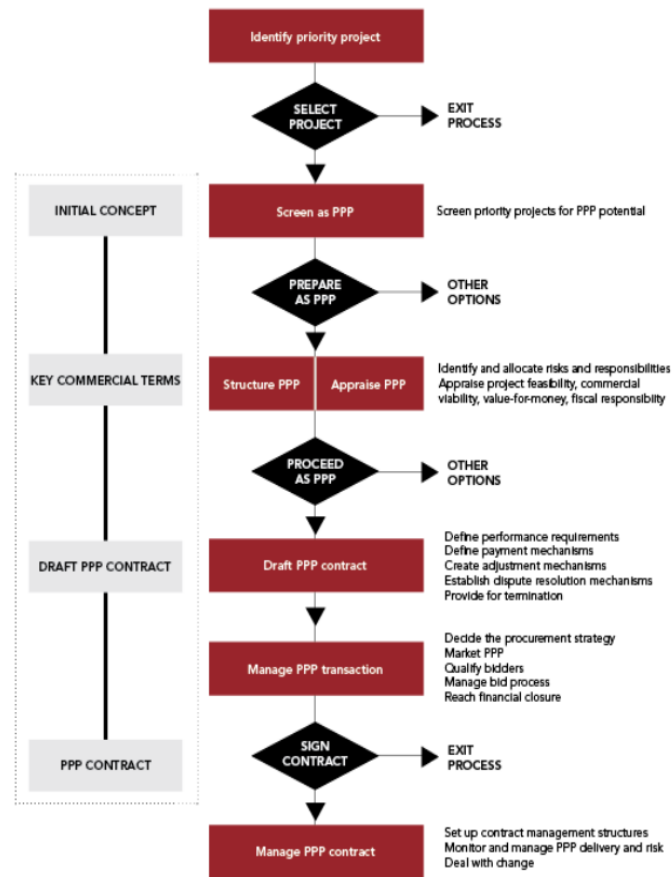 Identify priority project
SELECT
PROJECT
EXIT
PROCESS
INITIAL CONCEPT
Screen as PPP
Screen priority projects for PPP potential
PREPARE
AS PPP
OTHER
OPTIONS
KEY COMMERCIAL TERMS
Structure PPP
Appraise PPP
Identify and allocate risks and responsibilities
Appraise project feasibility, commercial
viability, value-for-money, fiscal responsibiity
PROCEED
AS PPP
OTHER
OPTIONS
DRAFT PPP CONTRACT
Draft PPP contract
Define performance requirements
Define payment mechanisms
Create adjustment mechanisms
Establish dispute resolution mechanisms
Provide for termination
Manage PPP transaction
Decide the procurement strategy
Market PPP
Qualify bidders
Manage bid process
Reach financial closure
SIGN
CONTRACT
EXIT
PROCESS
PPP CONTRACT
Manage PPP contract
Set up contract management structures
Monitor and manage PPP delivery and risk
Deal with change